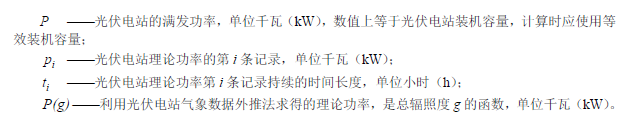 P ——光伏电站的满发功率，单位千瓦（kW），数值上等于光伏电站装机容量，计算时应使用等
效装机容量；
pi ——光伏电站理论功率的第 i 条记录，单位千瓦（kW）；
ti ——光伏电站理论功率第 i 条记录持续的时间长度，单位小时（h）；
P(g) ——利用光伏电站气象数据外推法求得的理论功率，是总辐照度 g 的函数，单位千瓦（kW）。